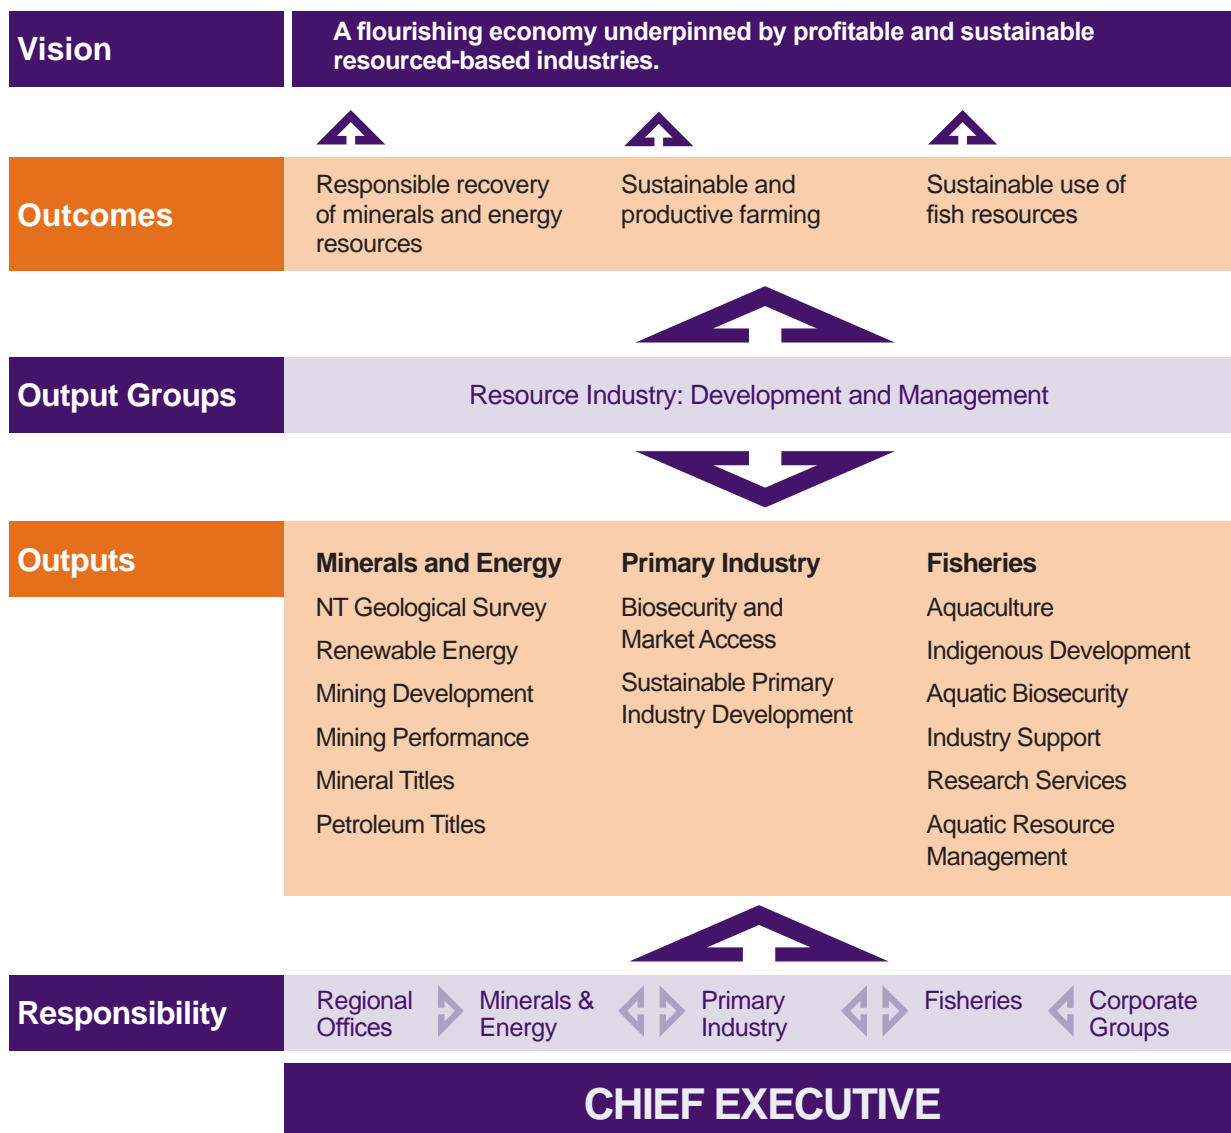 Vision
A flourishing economy underpinned by profitable and sustainable
resourced-based industries.
Outcomes
Responsible recovery
of minerals and energy
resources
Sustainable and
productive farming
Sustainable use of
fish resources
Output Groups
Resource Industry: Development and Management
Outputs
Minerals and Energy
NT Geological Survey
Renewable Energy
Mining Development
Mining Performance
Mineral Titles
Petroleum Titles
Primary Industry
Biosecurity and
Market Access
Sustainable Primary
Industry Development
Fisheries
Aquaculture
Indigenous Development
Aquatic Biosecurity
Industry Support
Research Services
Aquatic Resource
Management
Responsibility
Regional
Offices
Minerals &
Energy
Primary
Industry
Fisheries
Corporate
Groups
CHIEF EXECUTIVE